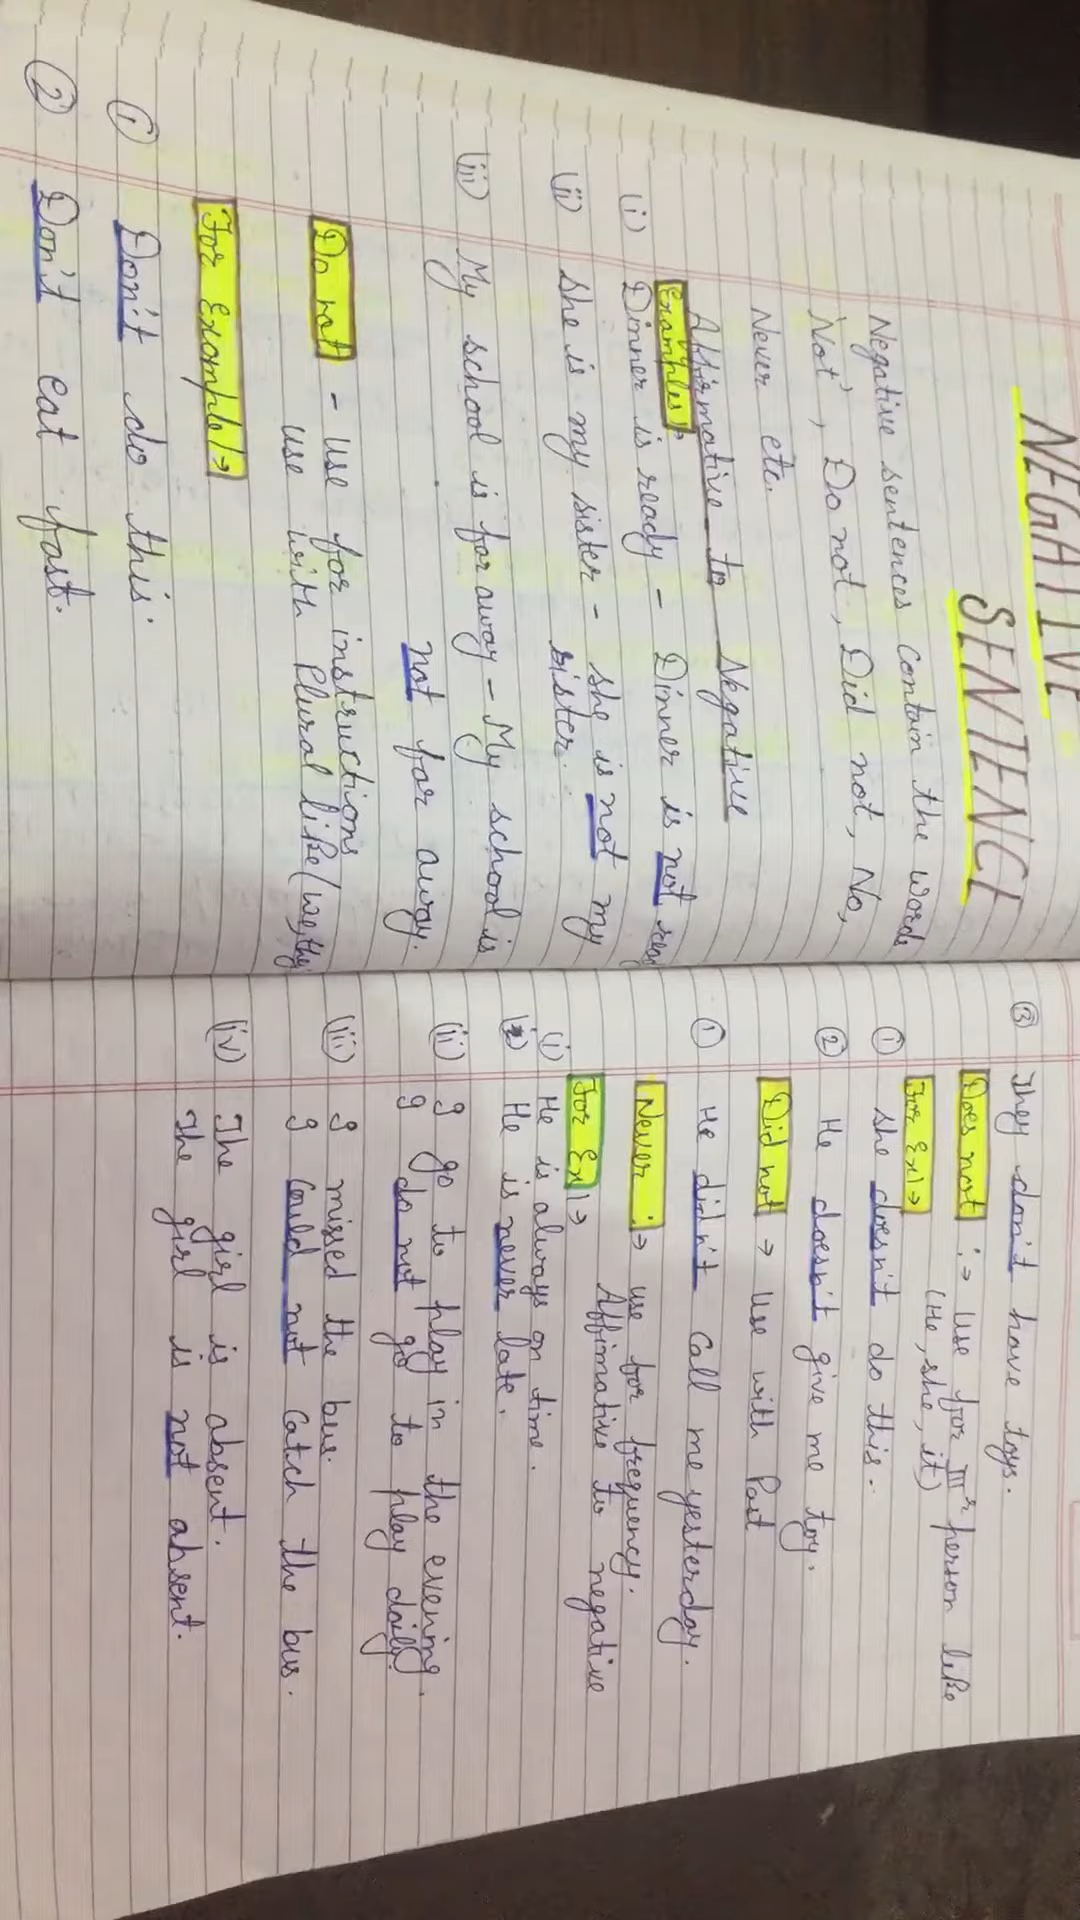 NEGATIVE
SENTENCE
Negative sentences contain the words
'Not', Do not, Did not, No,
Never etc.
Affirmative to Negative
Examples→
(i) Dinner is ready - Dinner is not
(ii) she is my sister - she is not my
sister.
(iii) My school is far away - My school is
not far away.
Do not - use for instructions
use with Plural like (we, they
For Example/→
① Don't do this.
② Don't eat fast.
③ They don't have toys.
Does not :→ Use for III person like
(He, she, it)
For Ex)→
① she doesn't do this.
② He doesn't give me toy.
Did not → Use with Past
① He didn't call me yesterday.
Never :→ use for frequency.
Affimative to negative
For Ex)→
(i) He is always on time.
He is never late.
(ii) I go to play in the evening.
I do not go to play daily.
(iii) I missed the bus.
I could not catch the bus.
(iv) The girl is absent.
The girl is not absent.